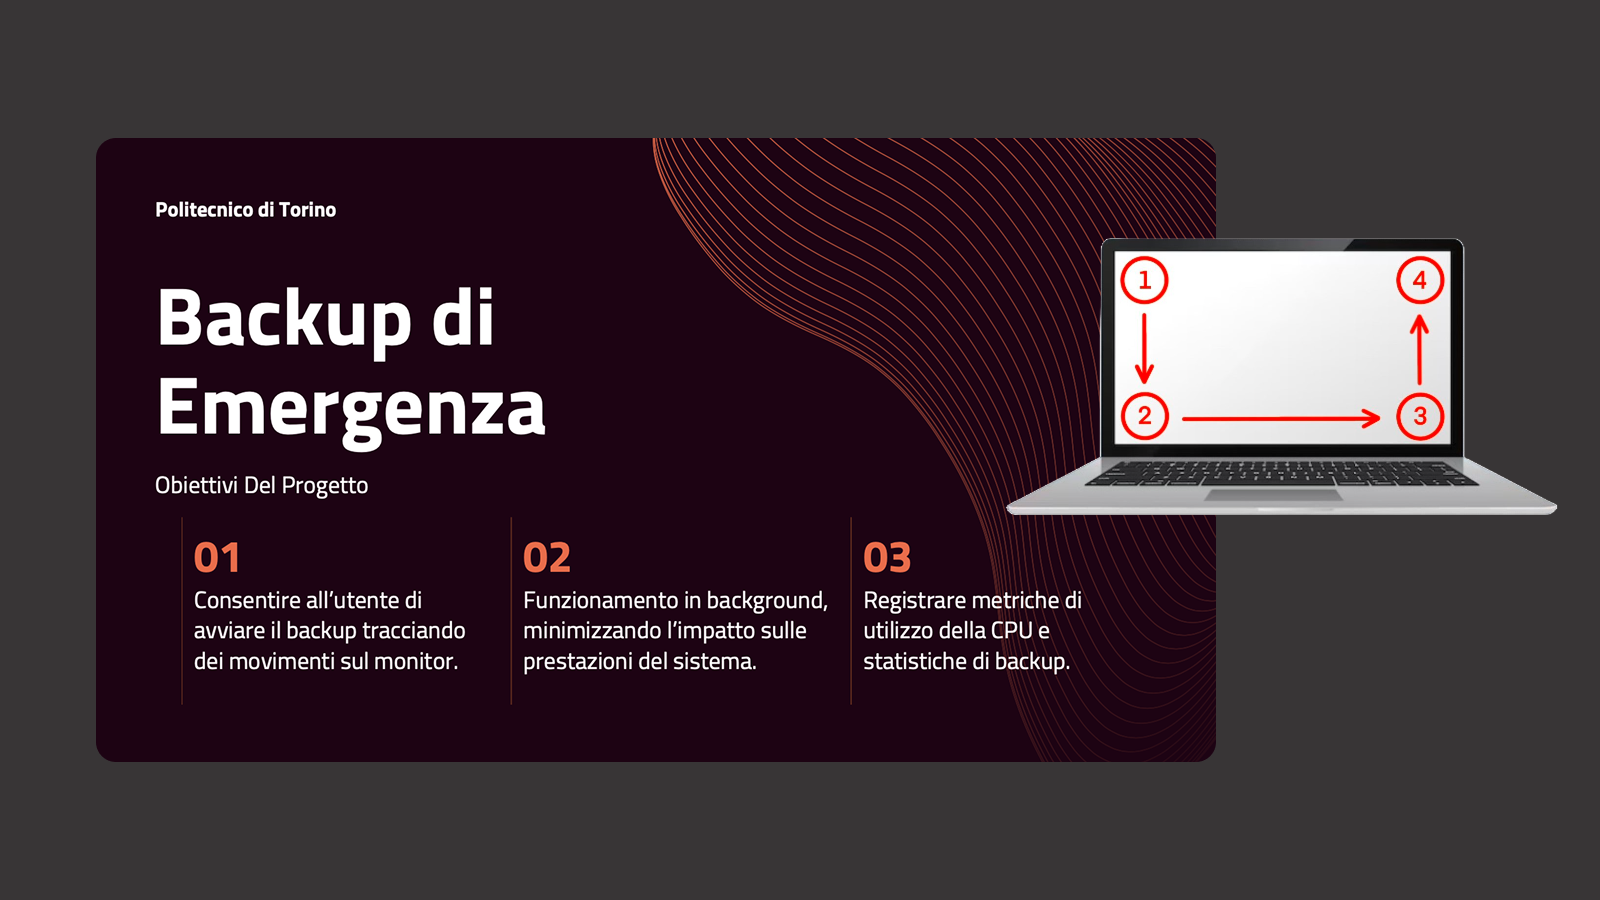 Politecnico di Torino
Backup di
Emergenza
Obiettivi Del Progetto
01
Consentire all'utente di
avviare il backup tracciando
dei movimenti sul monitor.
02
Funzionamento in background,
minimizzando l'impatto sulle
prestazioni del sistema.
03
Registrare metriche di
utilizzo della CPU e
statistiche di backup.
1
4
2
3